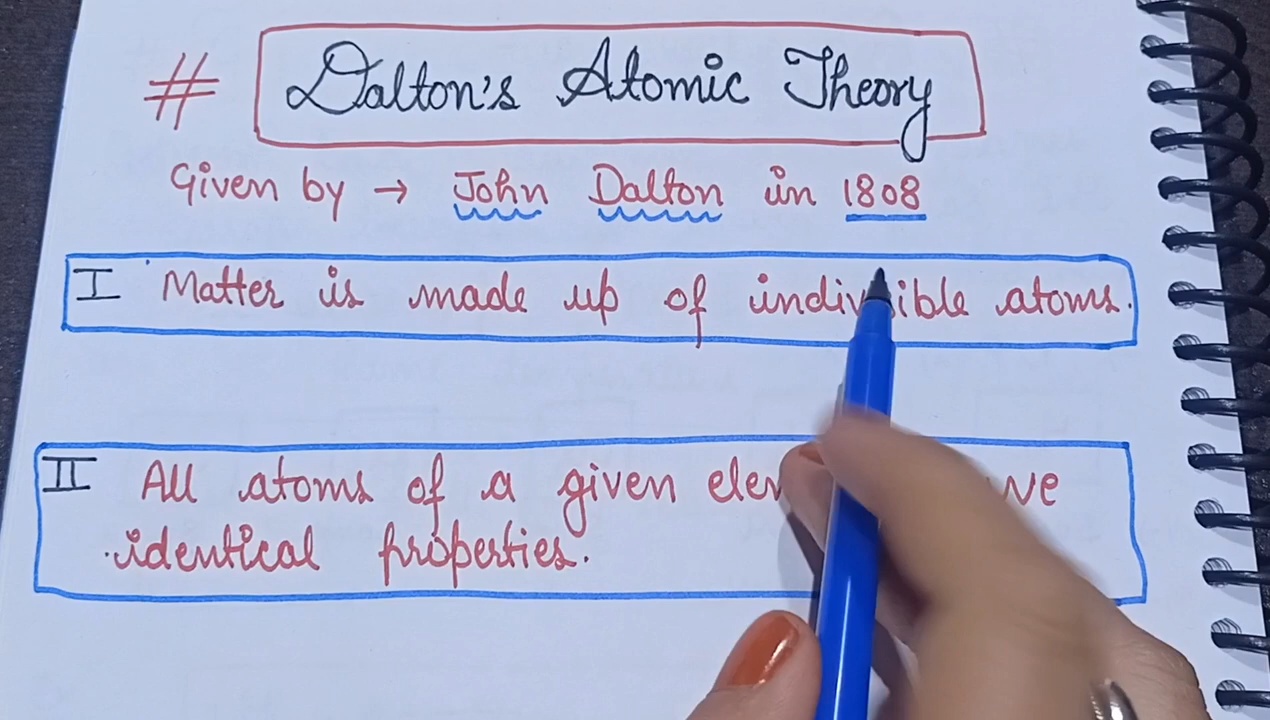 # Dalton's Atomic Theory
Given by → John Dalton in 1808
I Matter is made up of indivisible atoms.
II All atoms of a given
identical properties.